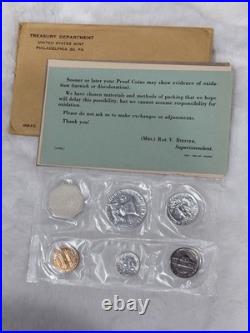 TREASURY DEPARTMENT
UNITED STATES MINT
PHILADELPHIA 30, PA.
Sooner or later your Proof Coins may show evidence of oxida-
tion (tarnish or discoloration).
We have chosen materials and methods of packing that we hope
will delay this possibility, but we cannot assume responsibility for
oxidation.
Please do not ask us to make exchanges or adjustments.
Thank you!
(Mrs.) Rae V. Biester,
Superintendent.